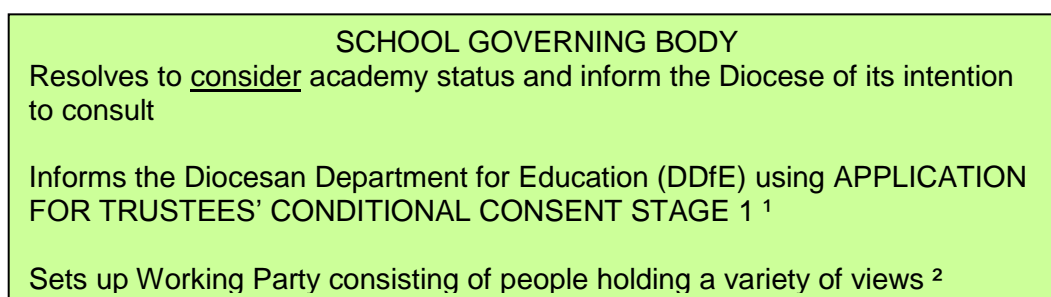 SCHOOL GOVERNING BODY
Resolves to consider academy status and inform the Diocese of its intention
to consult
Informs the Diocesan Department for Education (DDfE) using APPLICATION
FOR TRUSTEES’ CONDITIONAL CONSENT STAGE 1 ¹
Sets up Working Party consisting of people holding a variety of views ²